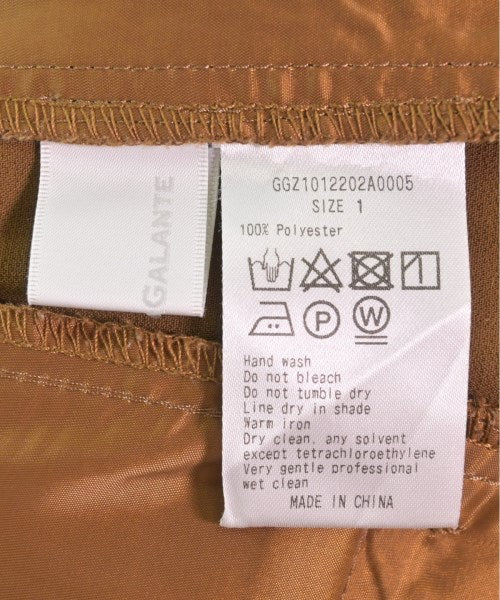 GALANTE
GGZ1012202A0005
SIZE 1
100% Polyester
P
W
Hand wash
Do not bleach
Do not tumble dry
Line dry in shade
Warm iron
Dry clean, any solvent
except tetrachloroethylene
Very gentle professional
wet clean
MADE IN CHINA